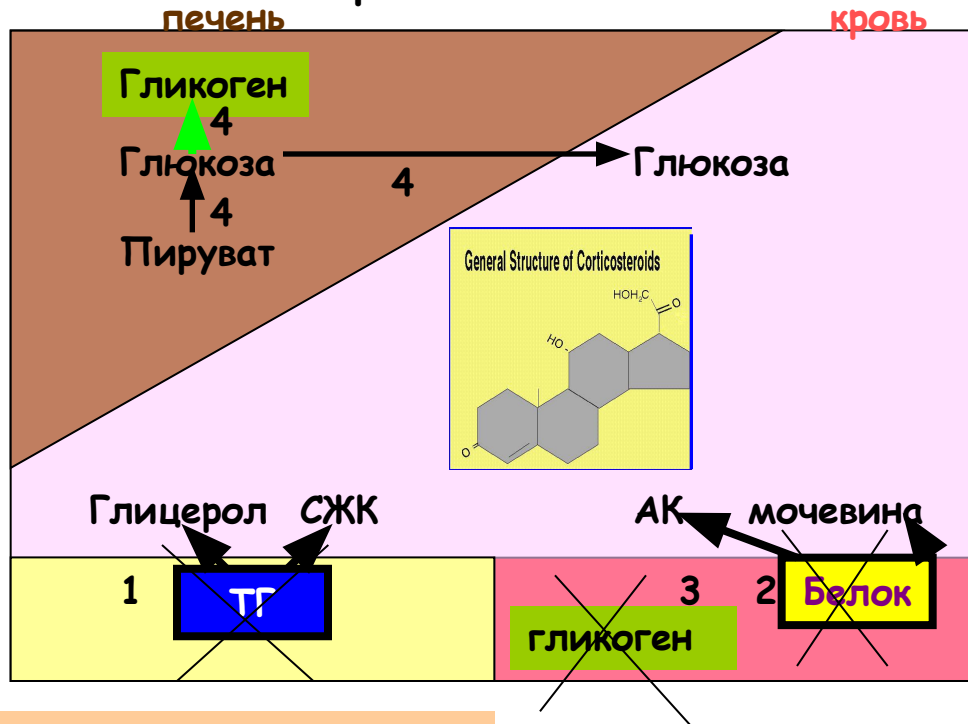 печень
кровь
Гликоген
4
Глюкоза
4
Глюкоза
4
Пируват
General Structure of Corticosteroids
HOH₂C
O
HO
O
Глицерол СЖК
АК мочевина
1
ТГ
3
2
Белок
гликоген